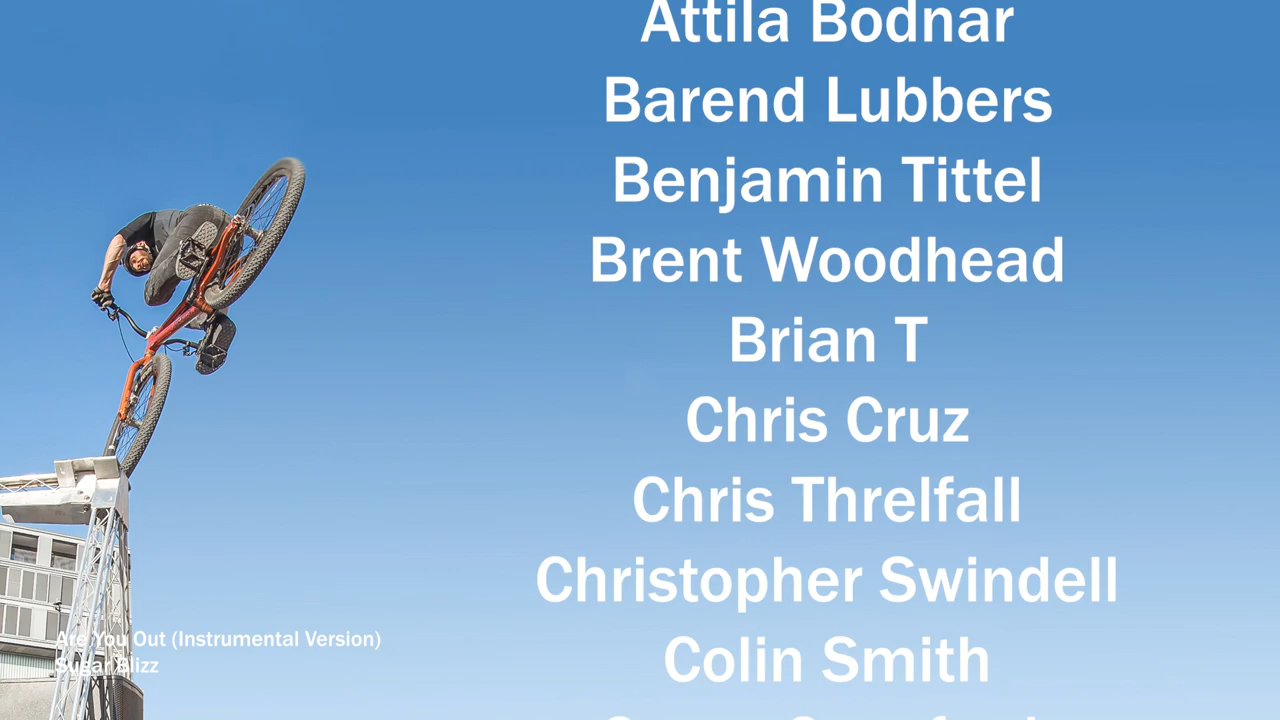 Attila Bodnar
Barend Lubbers
Benjamin Tittel
Brent Woodhead
Brian T
Chris Cruz
Chris Threlfall
Christopher Swindell
Colin Smith
Are You Out (Instrumental Version)
Sugar Blizz